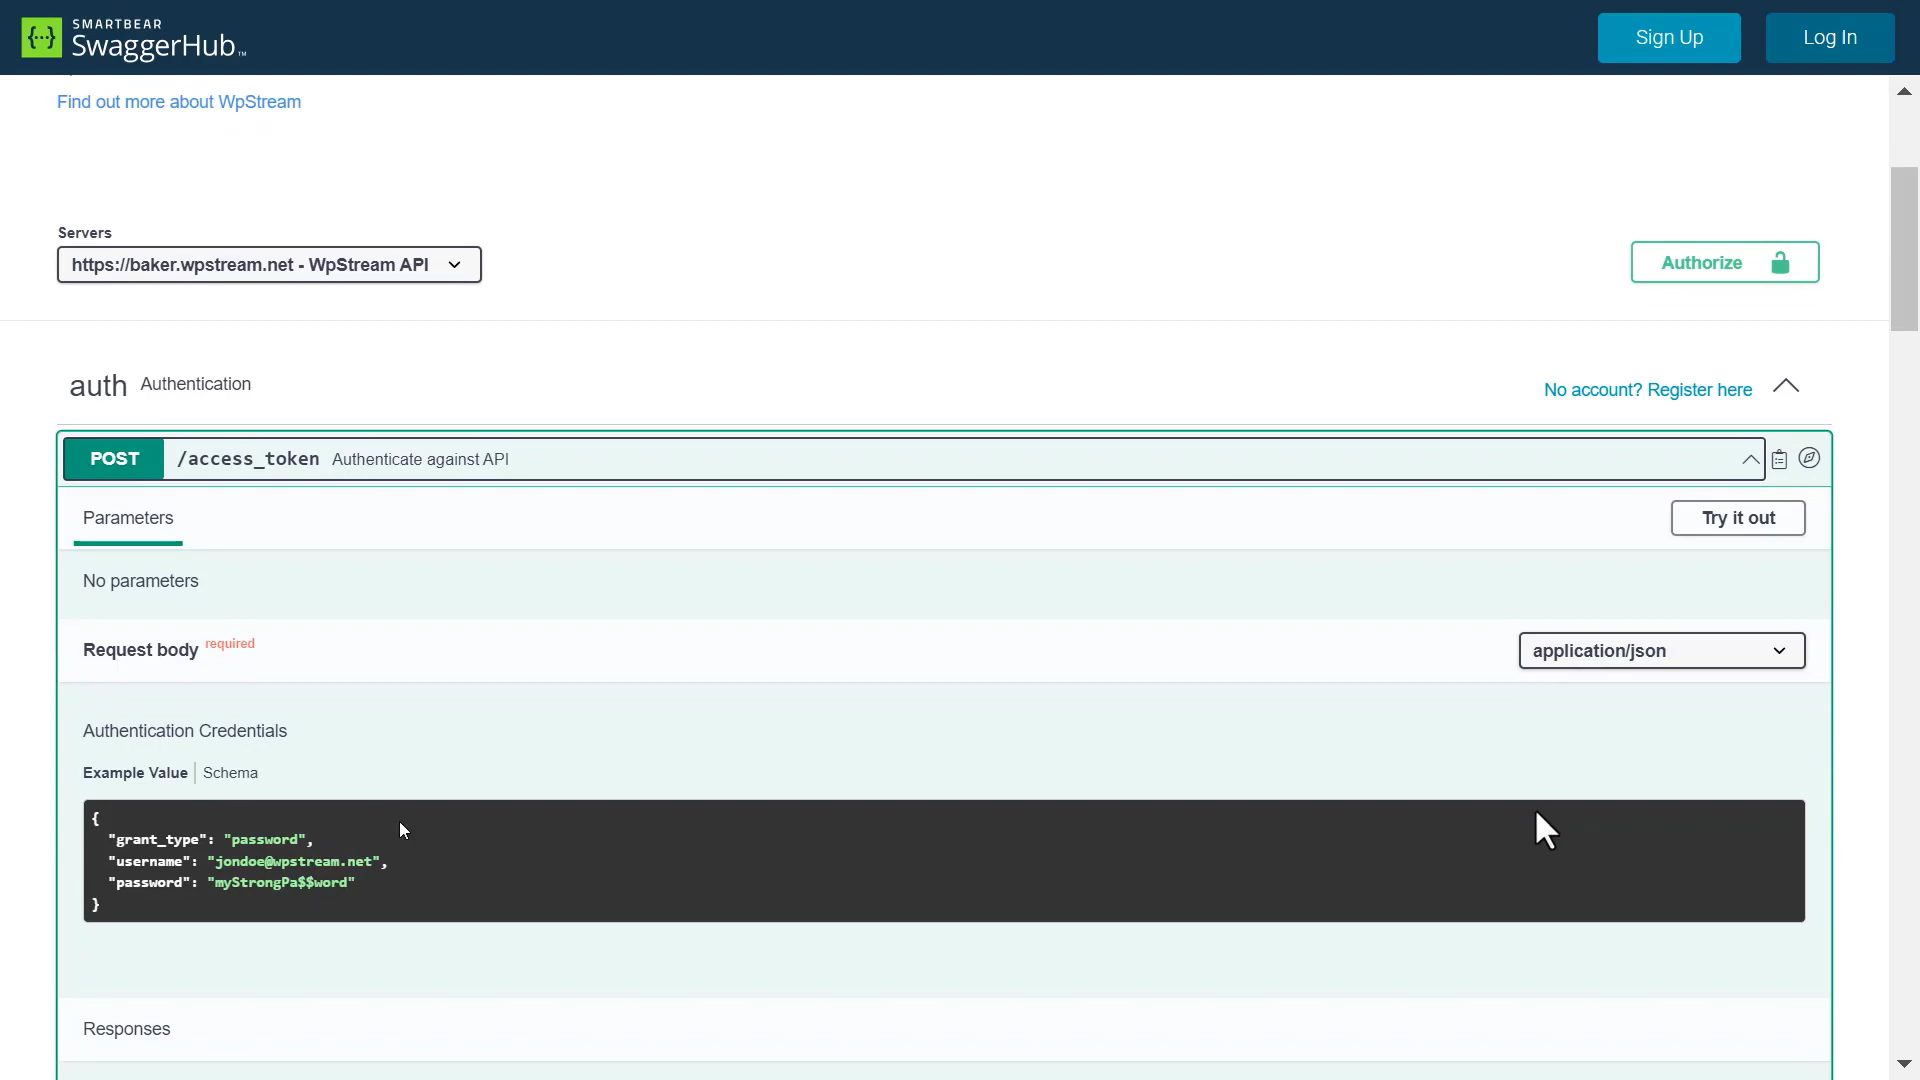 SMARTBEAR
SwaggerHub™
Sign Up
Log In
Find out more about WpStream
Servers
https://baker.wpstream.net - WpStream API
Authorize
auth Authentication
No account? Register here
POST /access_token Authenticate against API
Parameters
Try it out
No parameters
Request body required
application/json
Authentication Credentials
Example Value Schema
{
"grant_type": "password",
"username": "jondoe@wpstream.net",
"password": "myStrongPa$$word"
}
Responses